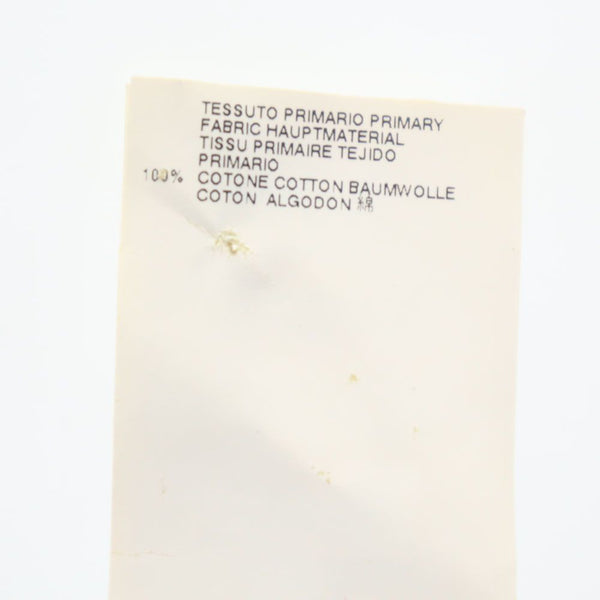 TESSUTO PRIMARIO PRIMARY
FABRIC HAUPTMATERIAL
TISSU PRIMAIRE TEJIDO
PRIMARIO
100% COTONE COTTON BAUMWOLLE
COTON ALGODON 綿